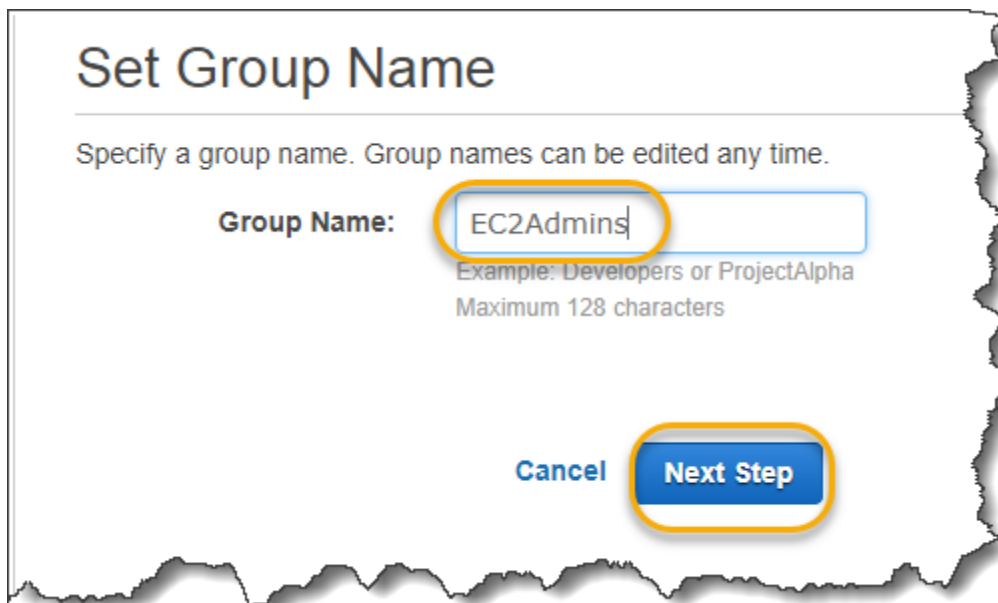 Set Group Name
Specify a group name. Group names can be edited any time.
Group Name: EC2Admins
Example: Developers or ProjectAlpha
Maximum 128 characters
Cancel Next Step